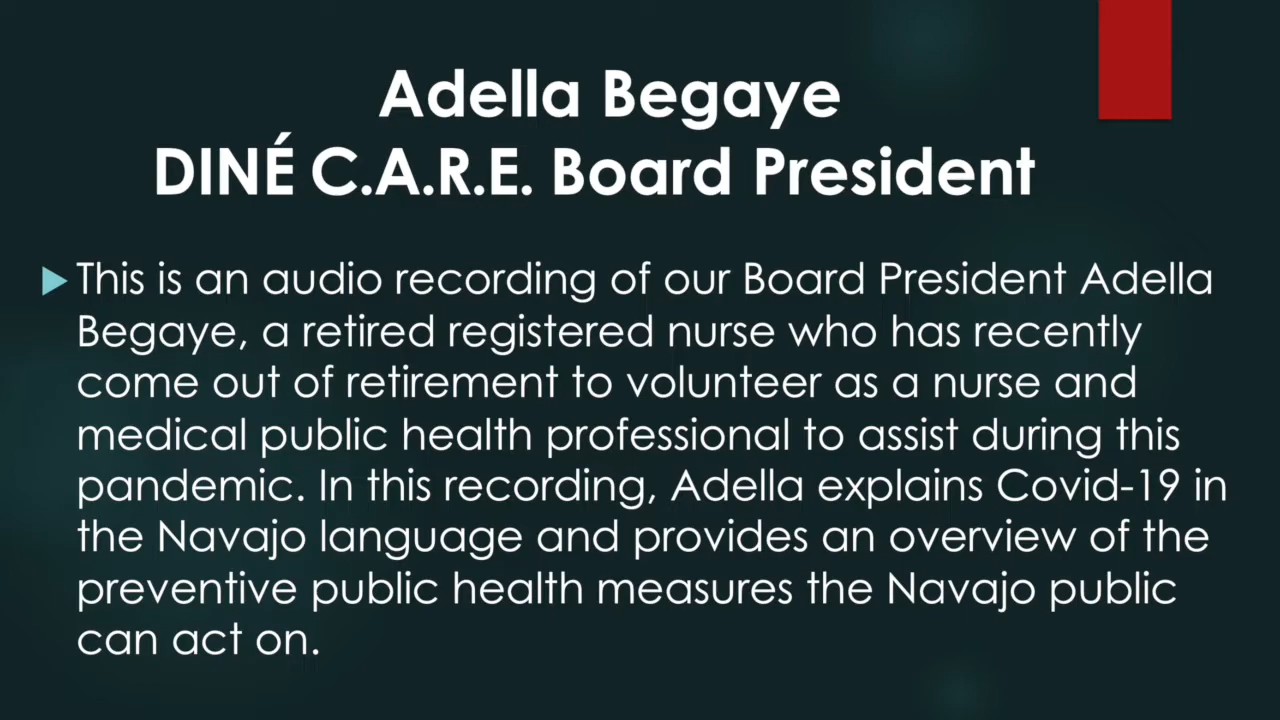 Adella Begaye
DINÉ C.A.R.E. Board President
This is an audio recording of our Board President Adella
Begaye, a retired registered nurse who has recently
come out of retirement to volunteer as a nurse and
medical public health professional to assist during this
pandemic. In this recording, Adella explains Covid-19 in
the Navajo language and provides an overview of the
preventive public health measures the Navajo public
can act on.